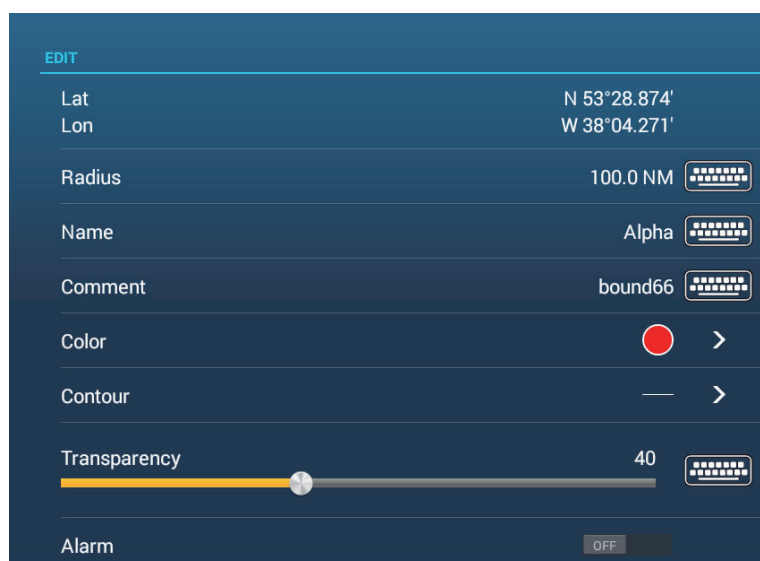 EDIT
Lat N 53°28.874'
Lon W 38°04.271'
Radius 100.0 NM
Name Alpha
Comment bound66
Color
Contour
Transparency 40
Alarm OFF